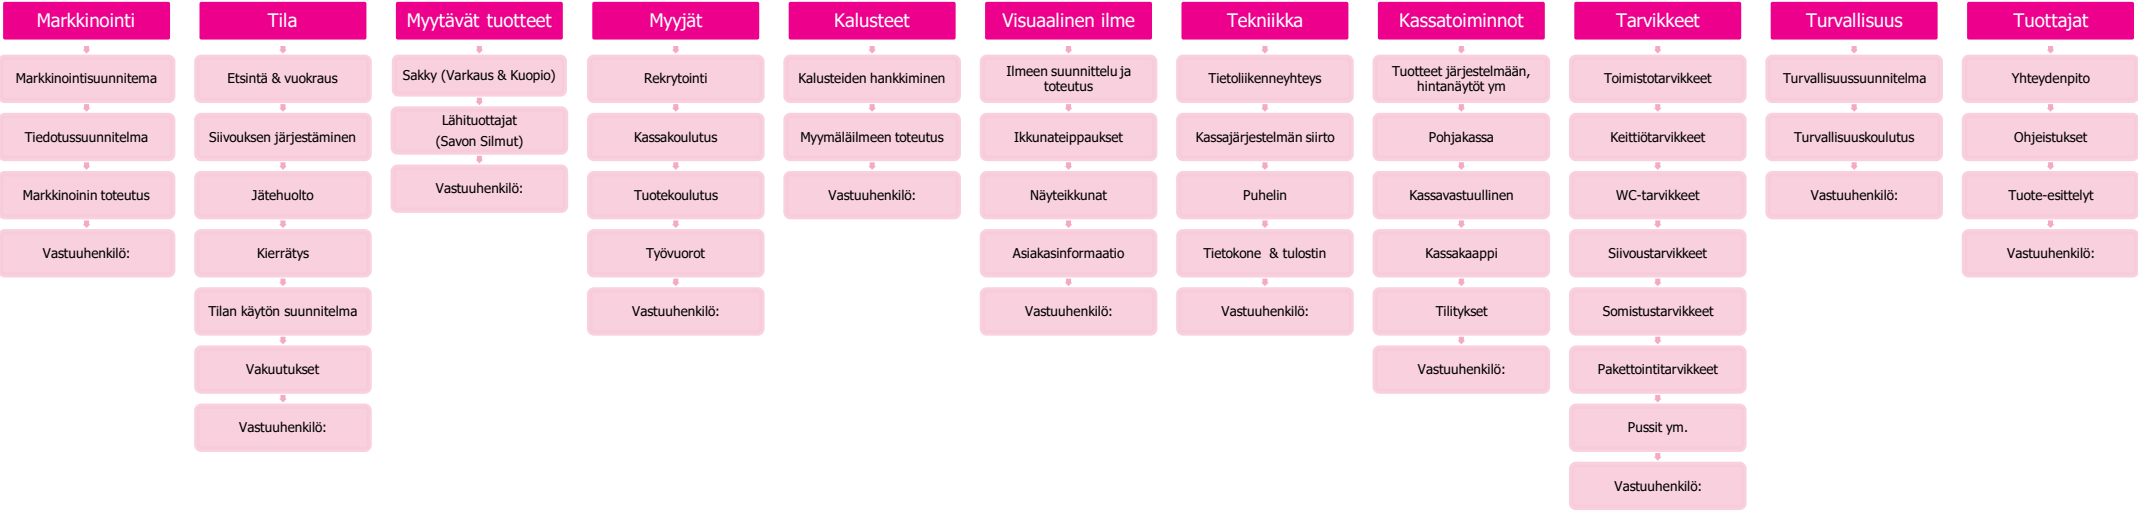 Markkinointi
Markkinointisuunnitema
Tiedotussuunnitelma
Markkinoinin toteutus
Vastuuhenkilö:
Tila
Etsintä & vuokraus
Siivouksen järjestäminen
Jätehuolto
Kierrätys
Tilan käytön suunnitelma
Vakuutukset
Vastuuhenkilö:
Myytävät tuotteet
Sakky (Varkaus & Kuopio)
Lähituottajat
(Savon Silmut)
Vastuuhenkilö:
Myyjät
Rekrytointi
Kassakoulutus
Tuotekoulutus
Työvuorot
Vastuuhenkilö:
Kalusteet
Kalusteiden hankkiminen
Myymäläilmeen toteutus
Vastuuhenkilö:
Visuaalinen ilme
Ilmeen suunnittelu ja
toteutus
Ikkunateippaukset
Näyteikkunat
Asiakasinformaatio
Vastuuhenkilö:
Tekniikka
Tietoliikenneyhteys
Kassajärjestelmän siirto
Puhelin
Tietokone & tulostin
Vastuuhenkilö:
Kassatoiminnot
Tuotteet järjestelmään,
hintanäytöt ym
Pohjakassa
Kassavastuullinen
Kassakaappi
Tilitykset
Vastuuhenkilö:
Tarvikkeet
Toimistotarvikkeet
Keittiötarvikkeet
WC-tarvikkeet
Siivoustarvikkeet
Somistustarvikkeet
Pakettointitarvikkeet
Pussit ym.
Vastuuhenkilö:
Turvallisuus
Turvallisuussuunnitelma
Turvallisuuskoulutus
Vastuuhenkilö:
Tuottajat
Yhteydenpito
Ohjeistukset
Tuote-esittelyt
Vastuuhenkilö: